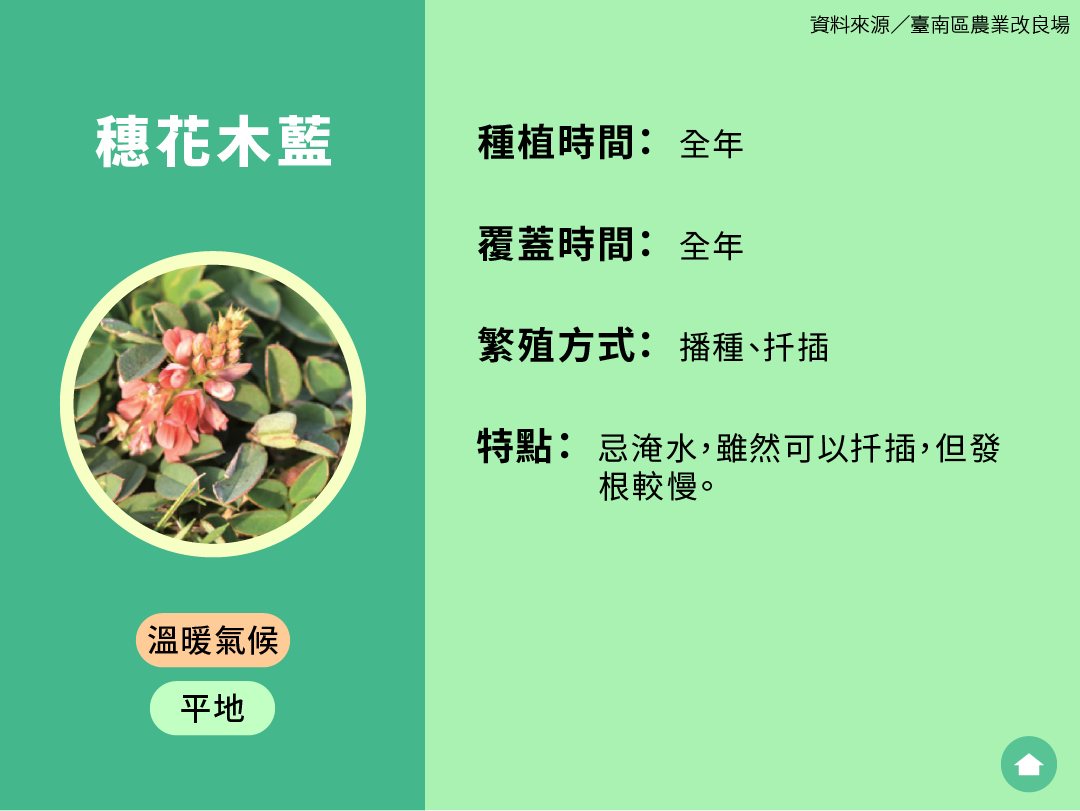 資料來源／臺南區農業改良場
穗花木藍
溫暖氣候
平地
種植時間： 全年
覆蓋時間： 全年
繁殖方式： 播種、扦插
特點： 忌淹水，雖然可以扦插，但發
根較慢。